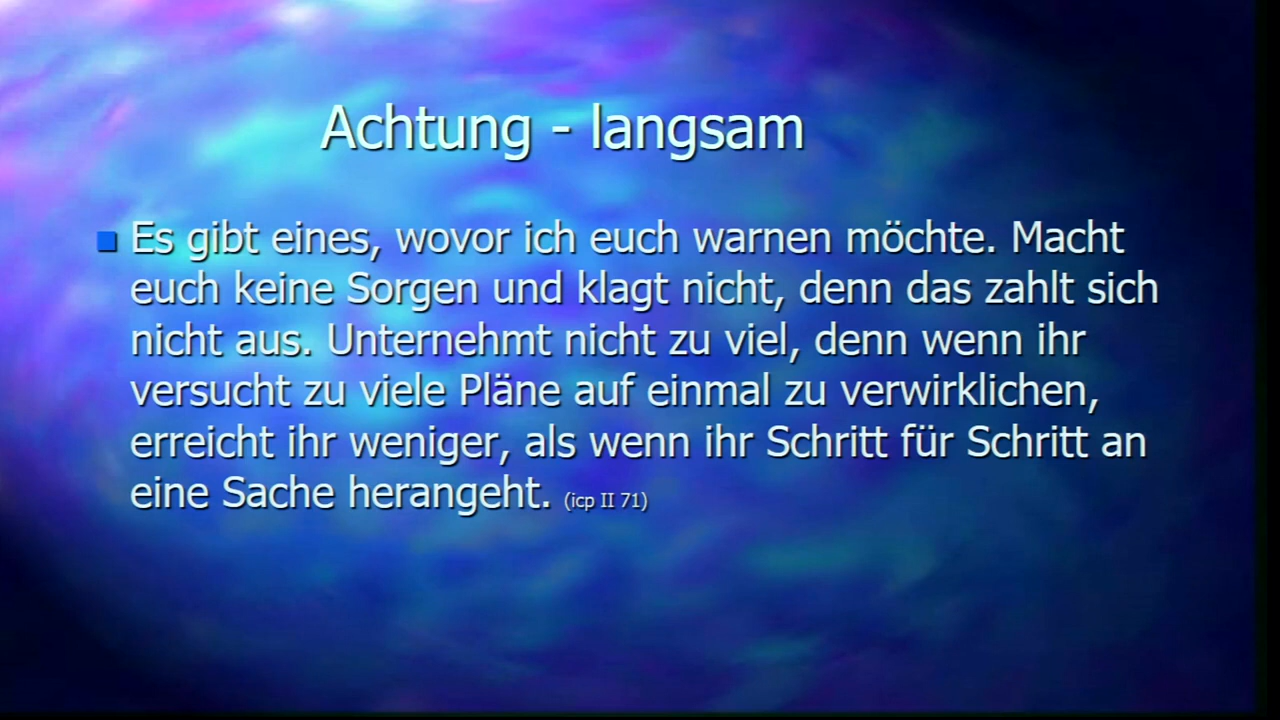 Achtung - langsam
Es gibt eines, wovor ich euch warnen möchte. Macht
euch keine Sorgen und klagt nicht, denn das zahlt sich
nicht aus. Unternehmt nicht zu viel, denn wenn ihr
versucht zu viele Pläne auf einmal zu verwirklichen,
erreicht ihr weniger, als wenn ihr Schritt für Schritt an
eine Sache herangeht. (icp II 71)